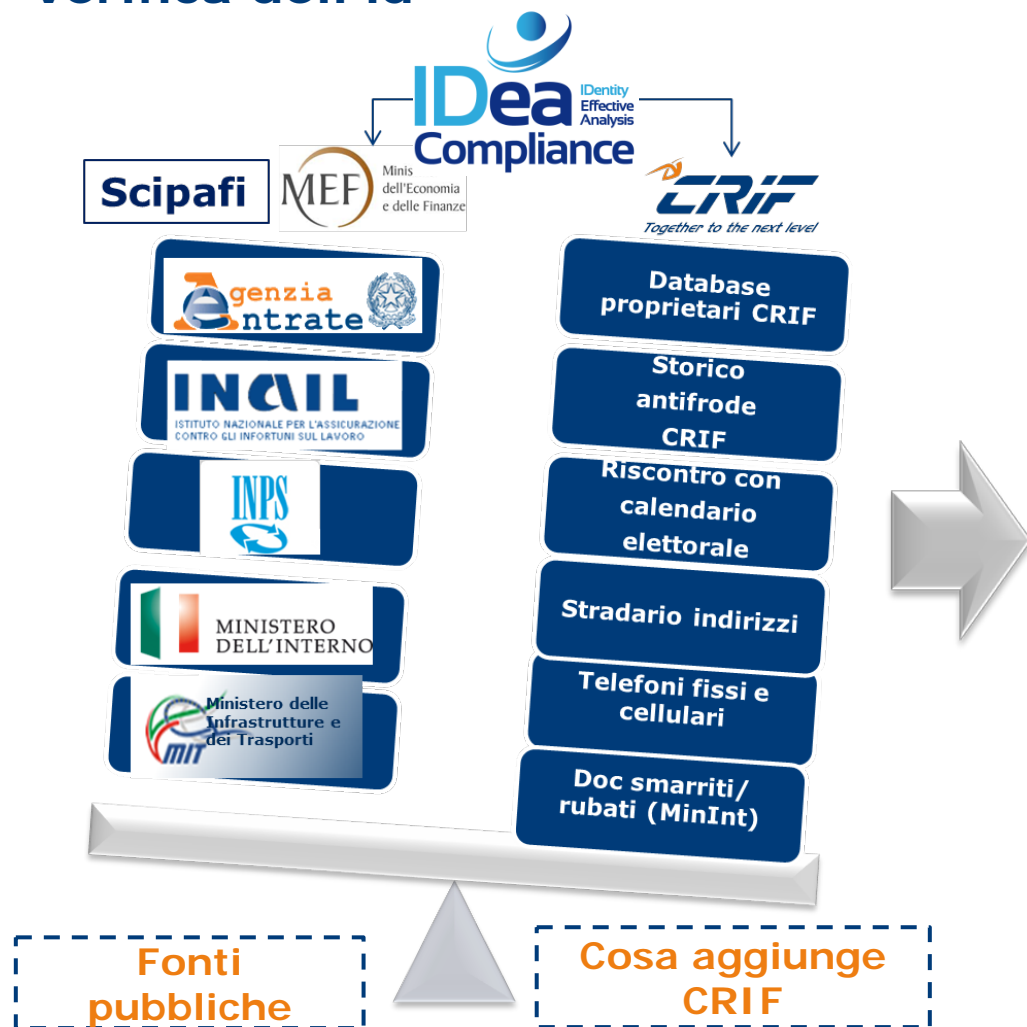 IDea
IDentity
Effective
Analysis
Compliance
Scipafi
MEF
Minis
dell'Economia
e delle Finanze
CRIF
Together to the next level
Agenzia
Entrate
INAIL
ISTITUTO NAZIONALE PER L'ASSICURAZIONE
CONTRO GLI INFORTUNI SUL LAVORO
INPS
MINISTERO
DELL'INTERNO
Ministero delle
Infrastrutture e
dei Trasporti
MIT
Database
proprietari CRIF
Storico
antifrode
CRIF
Riscontro con
calendario
elettorale
Stradario indirizzi
Telefoni fissi e
cellulari
Doc smarriti/
rubati (MinInt)
Fonti
pubbliche
Cosa aggiunge
CRIF